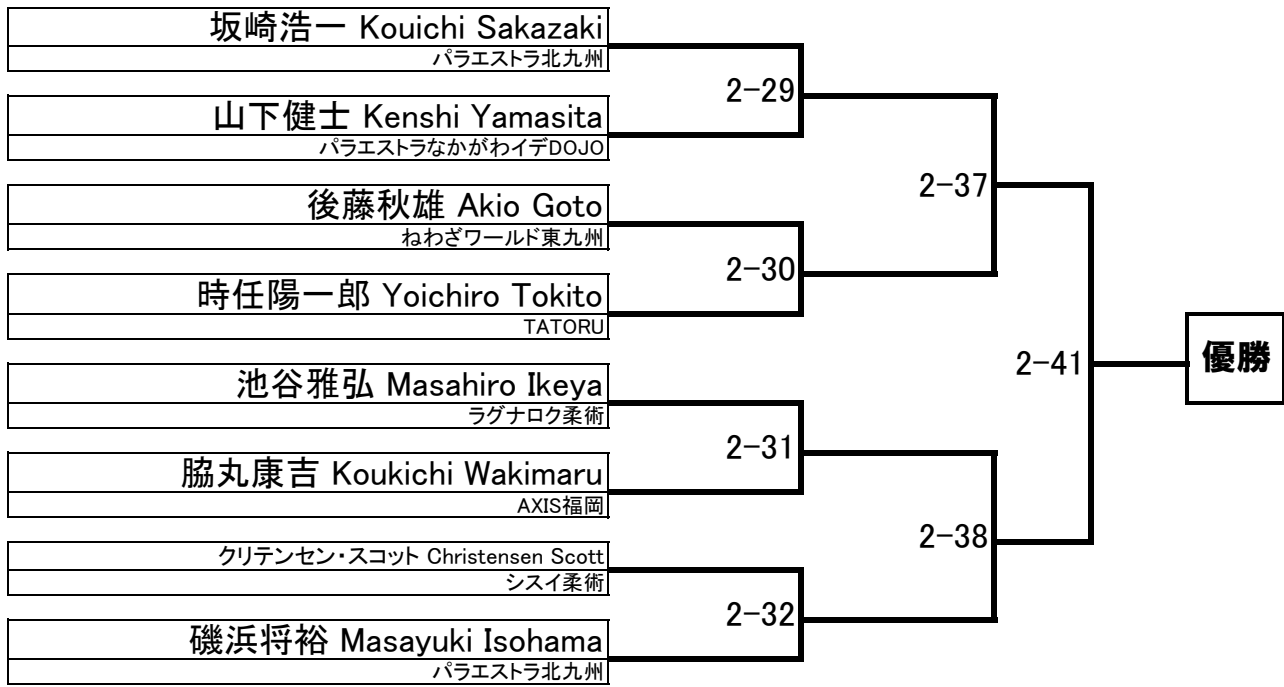 坂崎浩一 Kouichi Sakazaki
パラエストラ北九州
2-29
山下健士 Kenshi Yamasita
パラエストラなかがわイデDOJO
2-37
後藤秋雄 Akio Goto
ねわざワールド東九州
2-30
時任陽一郎 Yoichiro Tokito
TATORU
2-41
優勝
池谷雅弘 Masahiro Ikeya
ラグナロク柔術
2-31
脇丸康吉 Koukichi Wakimaru
AXIS福岡
2-38
クリテンセン・スコット Christensen Scott
シスイ柔術
2-32
磯浜将裕 Masayuki Isohama
パラエストラ北九州